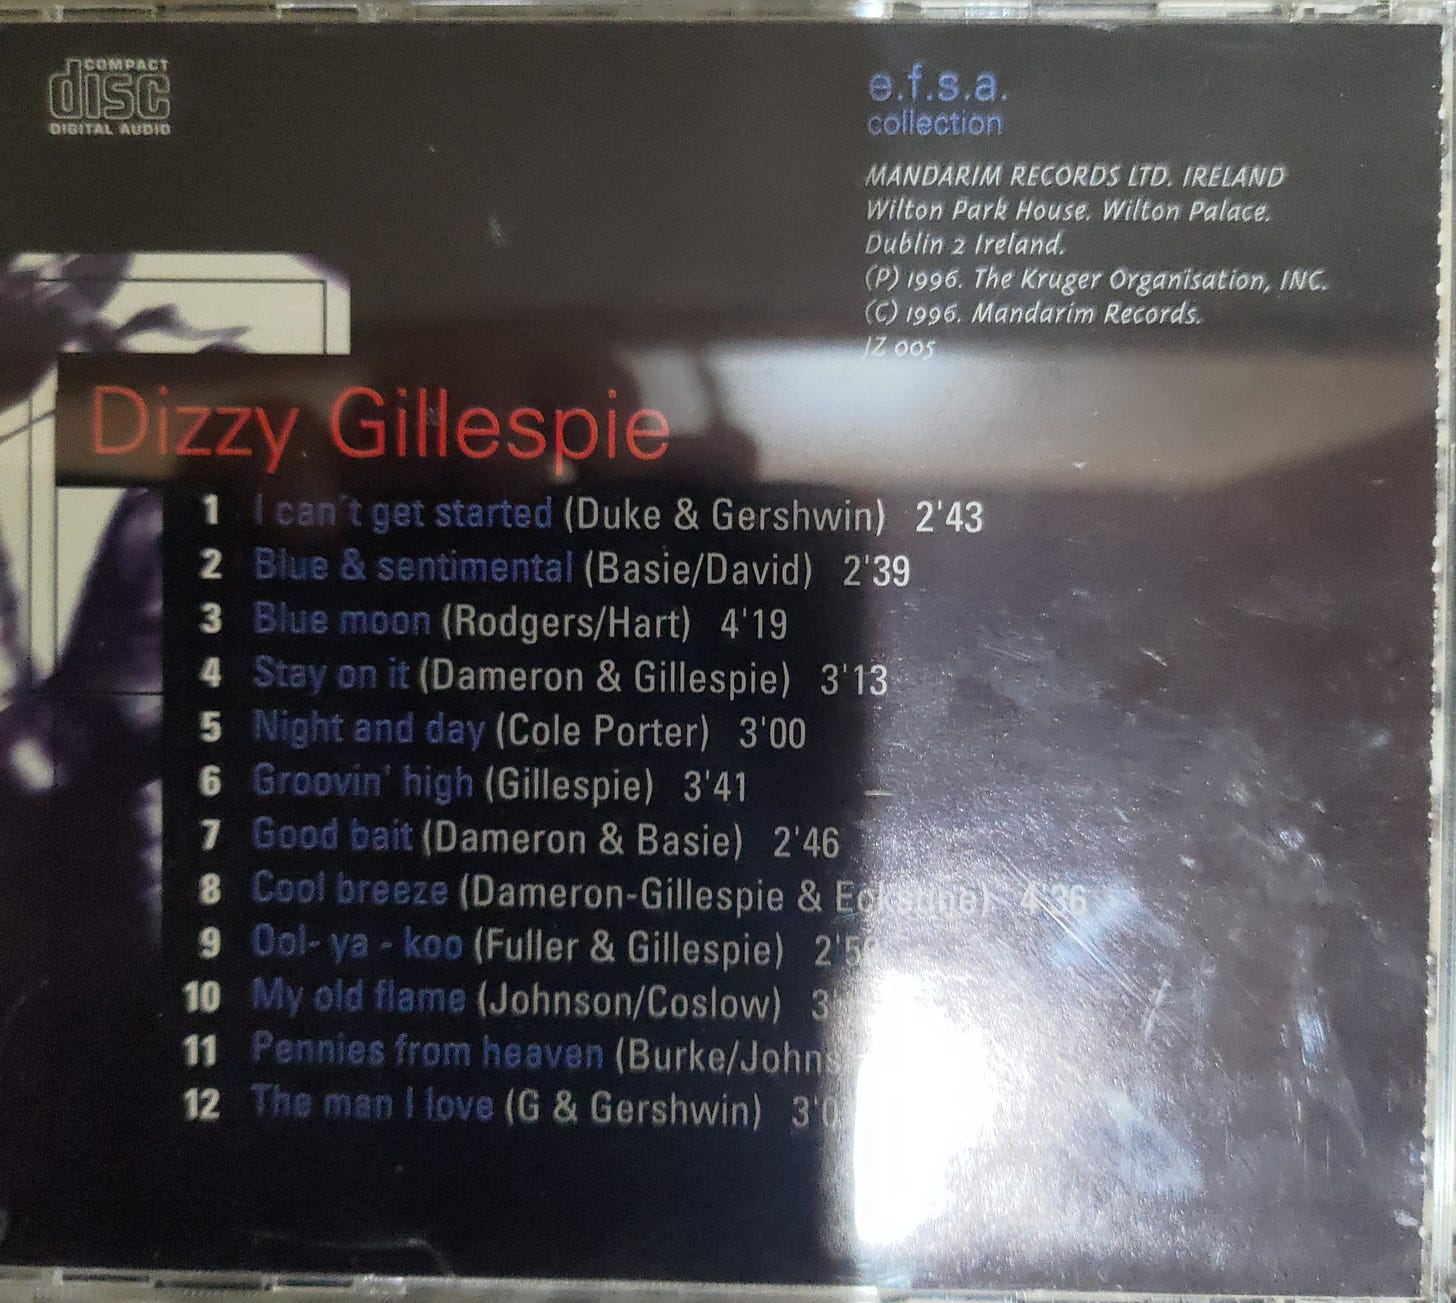 COMPACT
disc
DIGITAL AUDIO
e.f.s.a.
collection
MANDARIM RECORDS LTD. IRELAND
Wilton Park House. Wilton Palace.
Dublin 2 Ireland.
(P) 1996. The Kruger Organisation, INC.
(C) 1996. Mandarim Records.
JZ 005
Dizzy Gillespie
1 I can't get started (Duke & Gershwin) 2'43
2 Blue & sentimental (Basie/David) 2'39
3 Blue moon (Rodgers/Hart) 4'19
4 Stay on it (Dameron & Gillespie) 3'13
5 Night and day (Cole Porter) 3'00
6 Groovin' high (Gillespie) 3'41
7 Good bait (Dameron & Basie) 2'46
8 Cool breeze (Dameron-Gillespie & 4'36
9 Ool- ya - koo (Fuller & Gillespie)
10 My old flame (Johnson/Coslow)
11 Pennies from heaven (Burke/
12 The man I love (G & Gershwin)